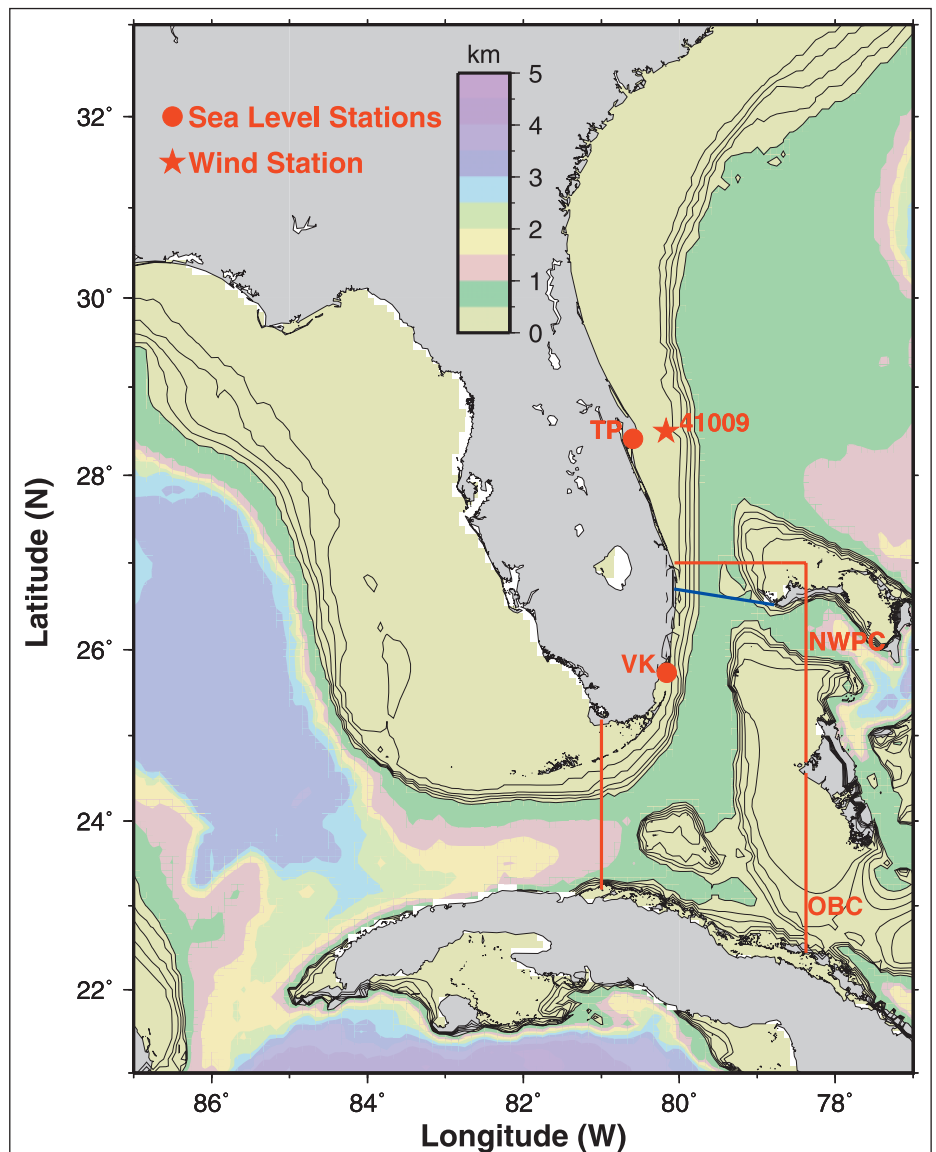 km
5
4
3
2
1
0
Sea Level Stations
Wind Station
32°
30°
28°
26°
24°
22°
Latitude (N)
TP
41009
VK
NWPC
OBC
86°
84°
82°
80°
78°
Longitude (W)